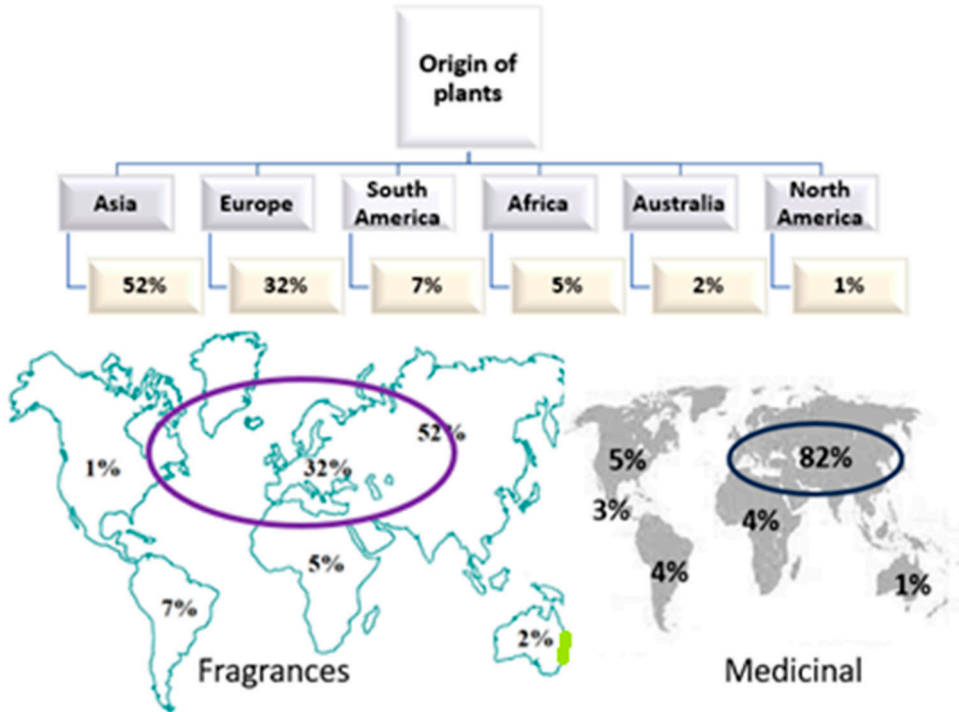 Origin of
plants
Asia
Europe
South
America
Africa
Australia
North
America
52%
32%
7%
5%
2%
1%
52%
1%
32%
5%
7%
2%
Fragrances
5%
82%
3%
4%
4%
1%
Medicinal